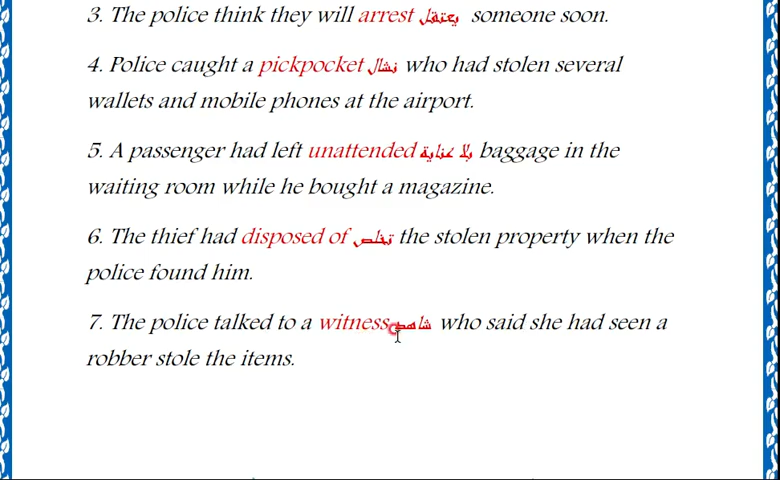 3. The police think they will arrest يعتقل someone soon.
4. Police caught a pickpocket نشال who had stolen several
wallets and mobile phones at the airport.
5. A passenger had left unattended بلا عناية baggage in the
waiting room while he bought a magazine.
6. The thief had disposed of تخلص the stolen property when the
police found him.
7. The police talked to a witness شاهد who said she had seen a
robber stole the items.